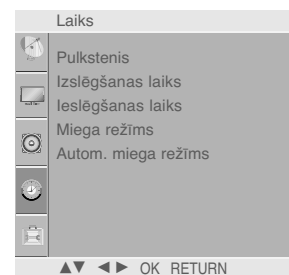 Laiks
Pulkstenis
Izslēgšanas laiks
Ieslēgšanas laiks
Miega režīms
Autom. miega režīms
▲▼ ◄► OK RETURN